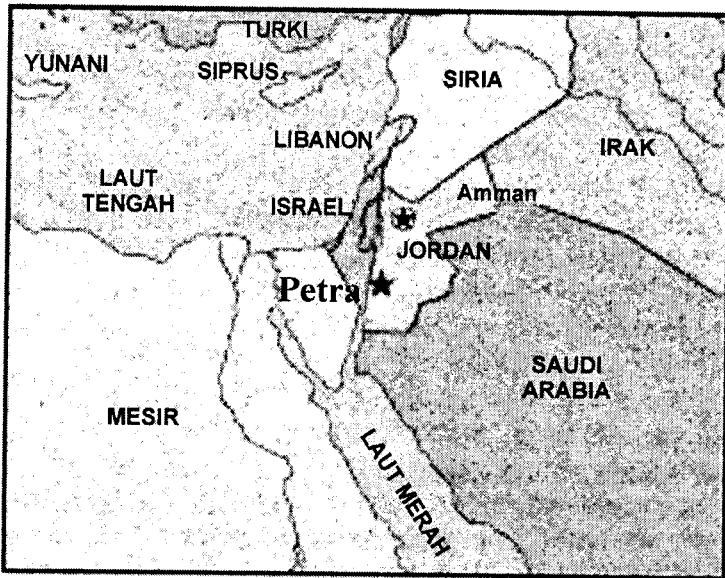 TURKI
YUNANI
SIPRUS
SIRIA
LIBANON
IRAK
LAUT
TENGAH
ISRAEL
Amman
JORDAN
Petra
SAUDI
ARABIA
MESIR
LAUT MERAH